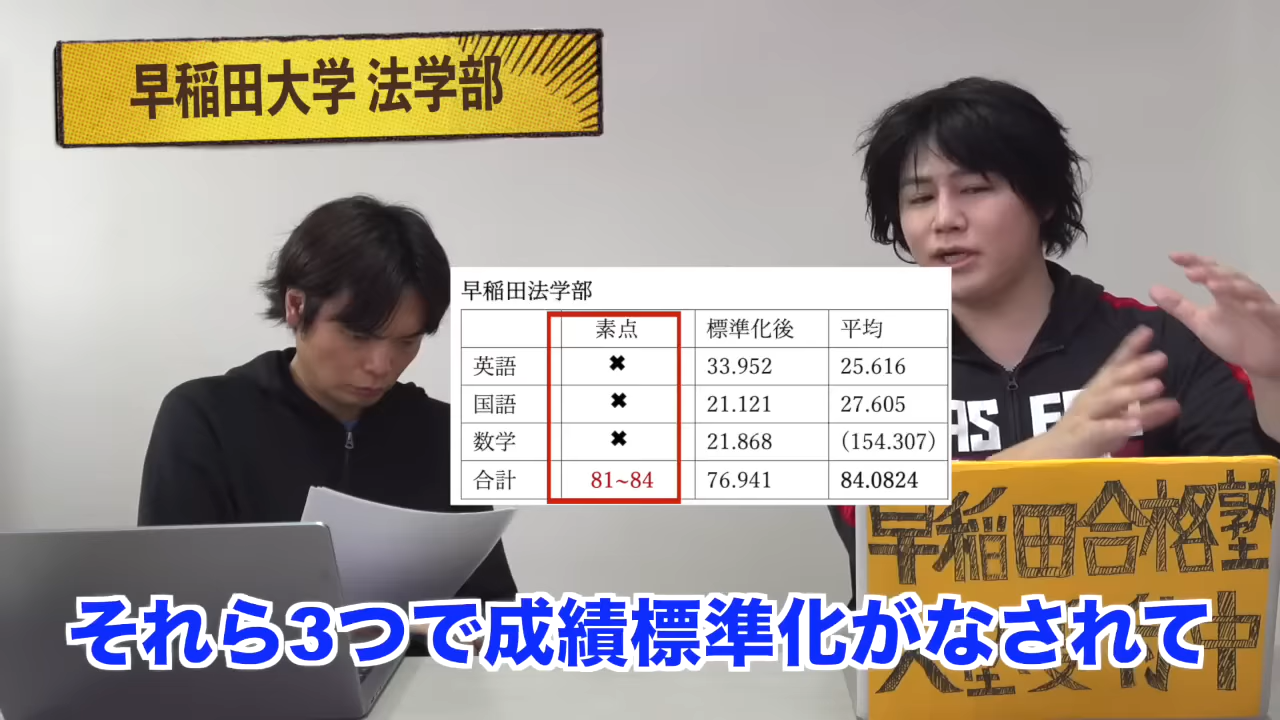 早稲田大学 法学部
早稲田法学部
素点 標準化後 平均
英語 ✖ 33.952 25.616
国語 ✖ 21.121 27.605
数学 ✖ 21.868 (154.307)
合計 81~84 76.941 84.0824
早稲田合格塾
それら3つで成績標準化がなされて